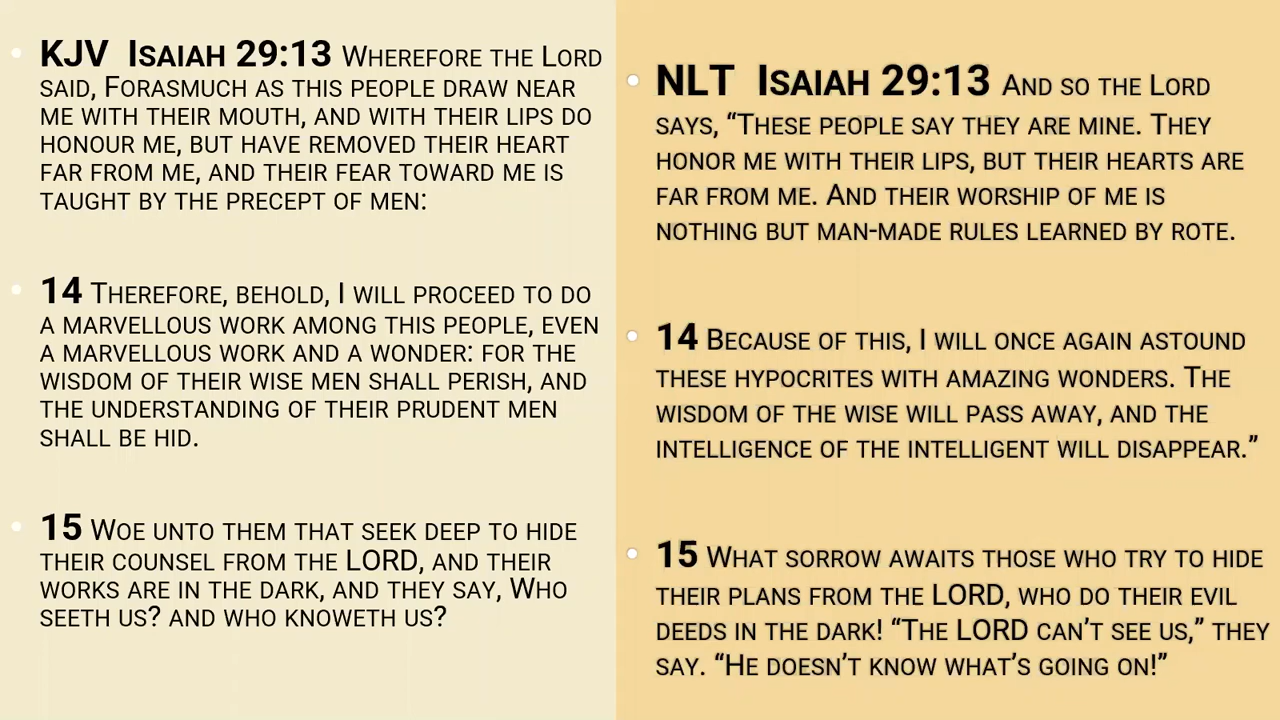 KJV Isaiah 29:13 Wherefore the Lord
said, Forasmuch as this people draw near
me with their mouth, and with their lips do
honour me, but have removed their heart
far from me, and their fear toward me is
taught by the precept of men:
14 Therefore, behold, I will proceed to do
a marvellous work among this people, even
a marvellous work and a wonder: for the
wisdom of their wise men shall perish, and
the understanding of their prudent men
shall be hid.
15 Woe unto them that seek deep to hide
their counsel from the LORD, and their
works are in the dark, and they say, Who
seeth us? and who knoweth us?
NLT Isaiah 29:13 And so the Lord
says, “These people say they are mine. They
honor me with their lips, but their hearts are
far from me. And their worship of me is
nothing but man-made rules learned by rote.
14 Because of this, I will once again astound
these hypocrites with amazing wonders. The
wisdom of the wise will pass away, and the
intelligence of the intelligent will disappear.”
15 What sorrow awaits those who try to hide
their plans from the LORD, who do their evil
deeds in the dark! “The LORD can’t see us,” they
say. “He doesn’t know what’s going on!”